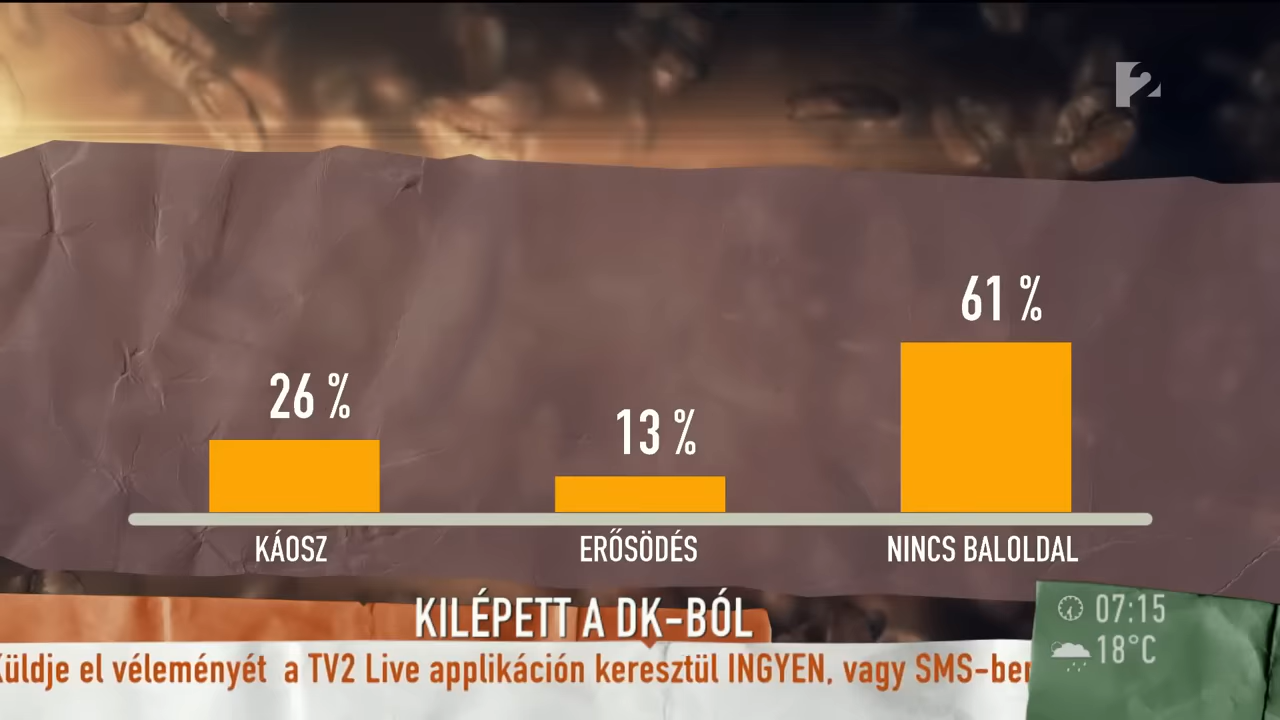 2
61 %
26 %
13 %
KÁOSZ
ERŐSÖDÉS
NINCS BALOLDAL
KILÉPETT A DK-BÓL
07:15
18°C
Küldje el véleményét a TV2 Live applikáción keresztül INGYEN, vagy SMS-ben